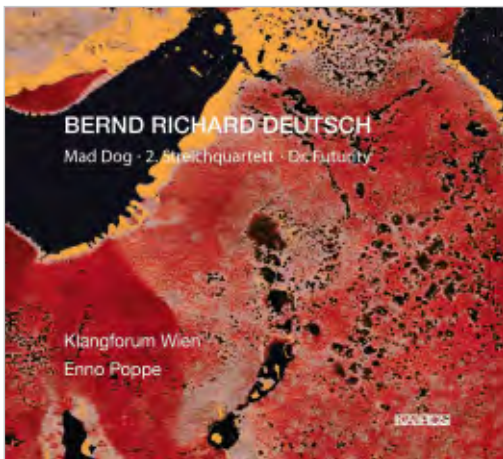 BERND RICHARD DEUTSCH
Mad Dog · 2. Streichquartett · Dr. Futurity
Klangforum Wien
Enno Poppe
KAIROS